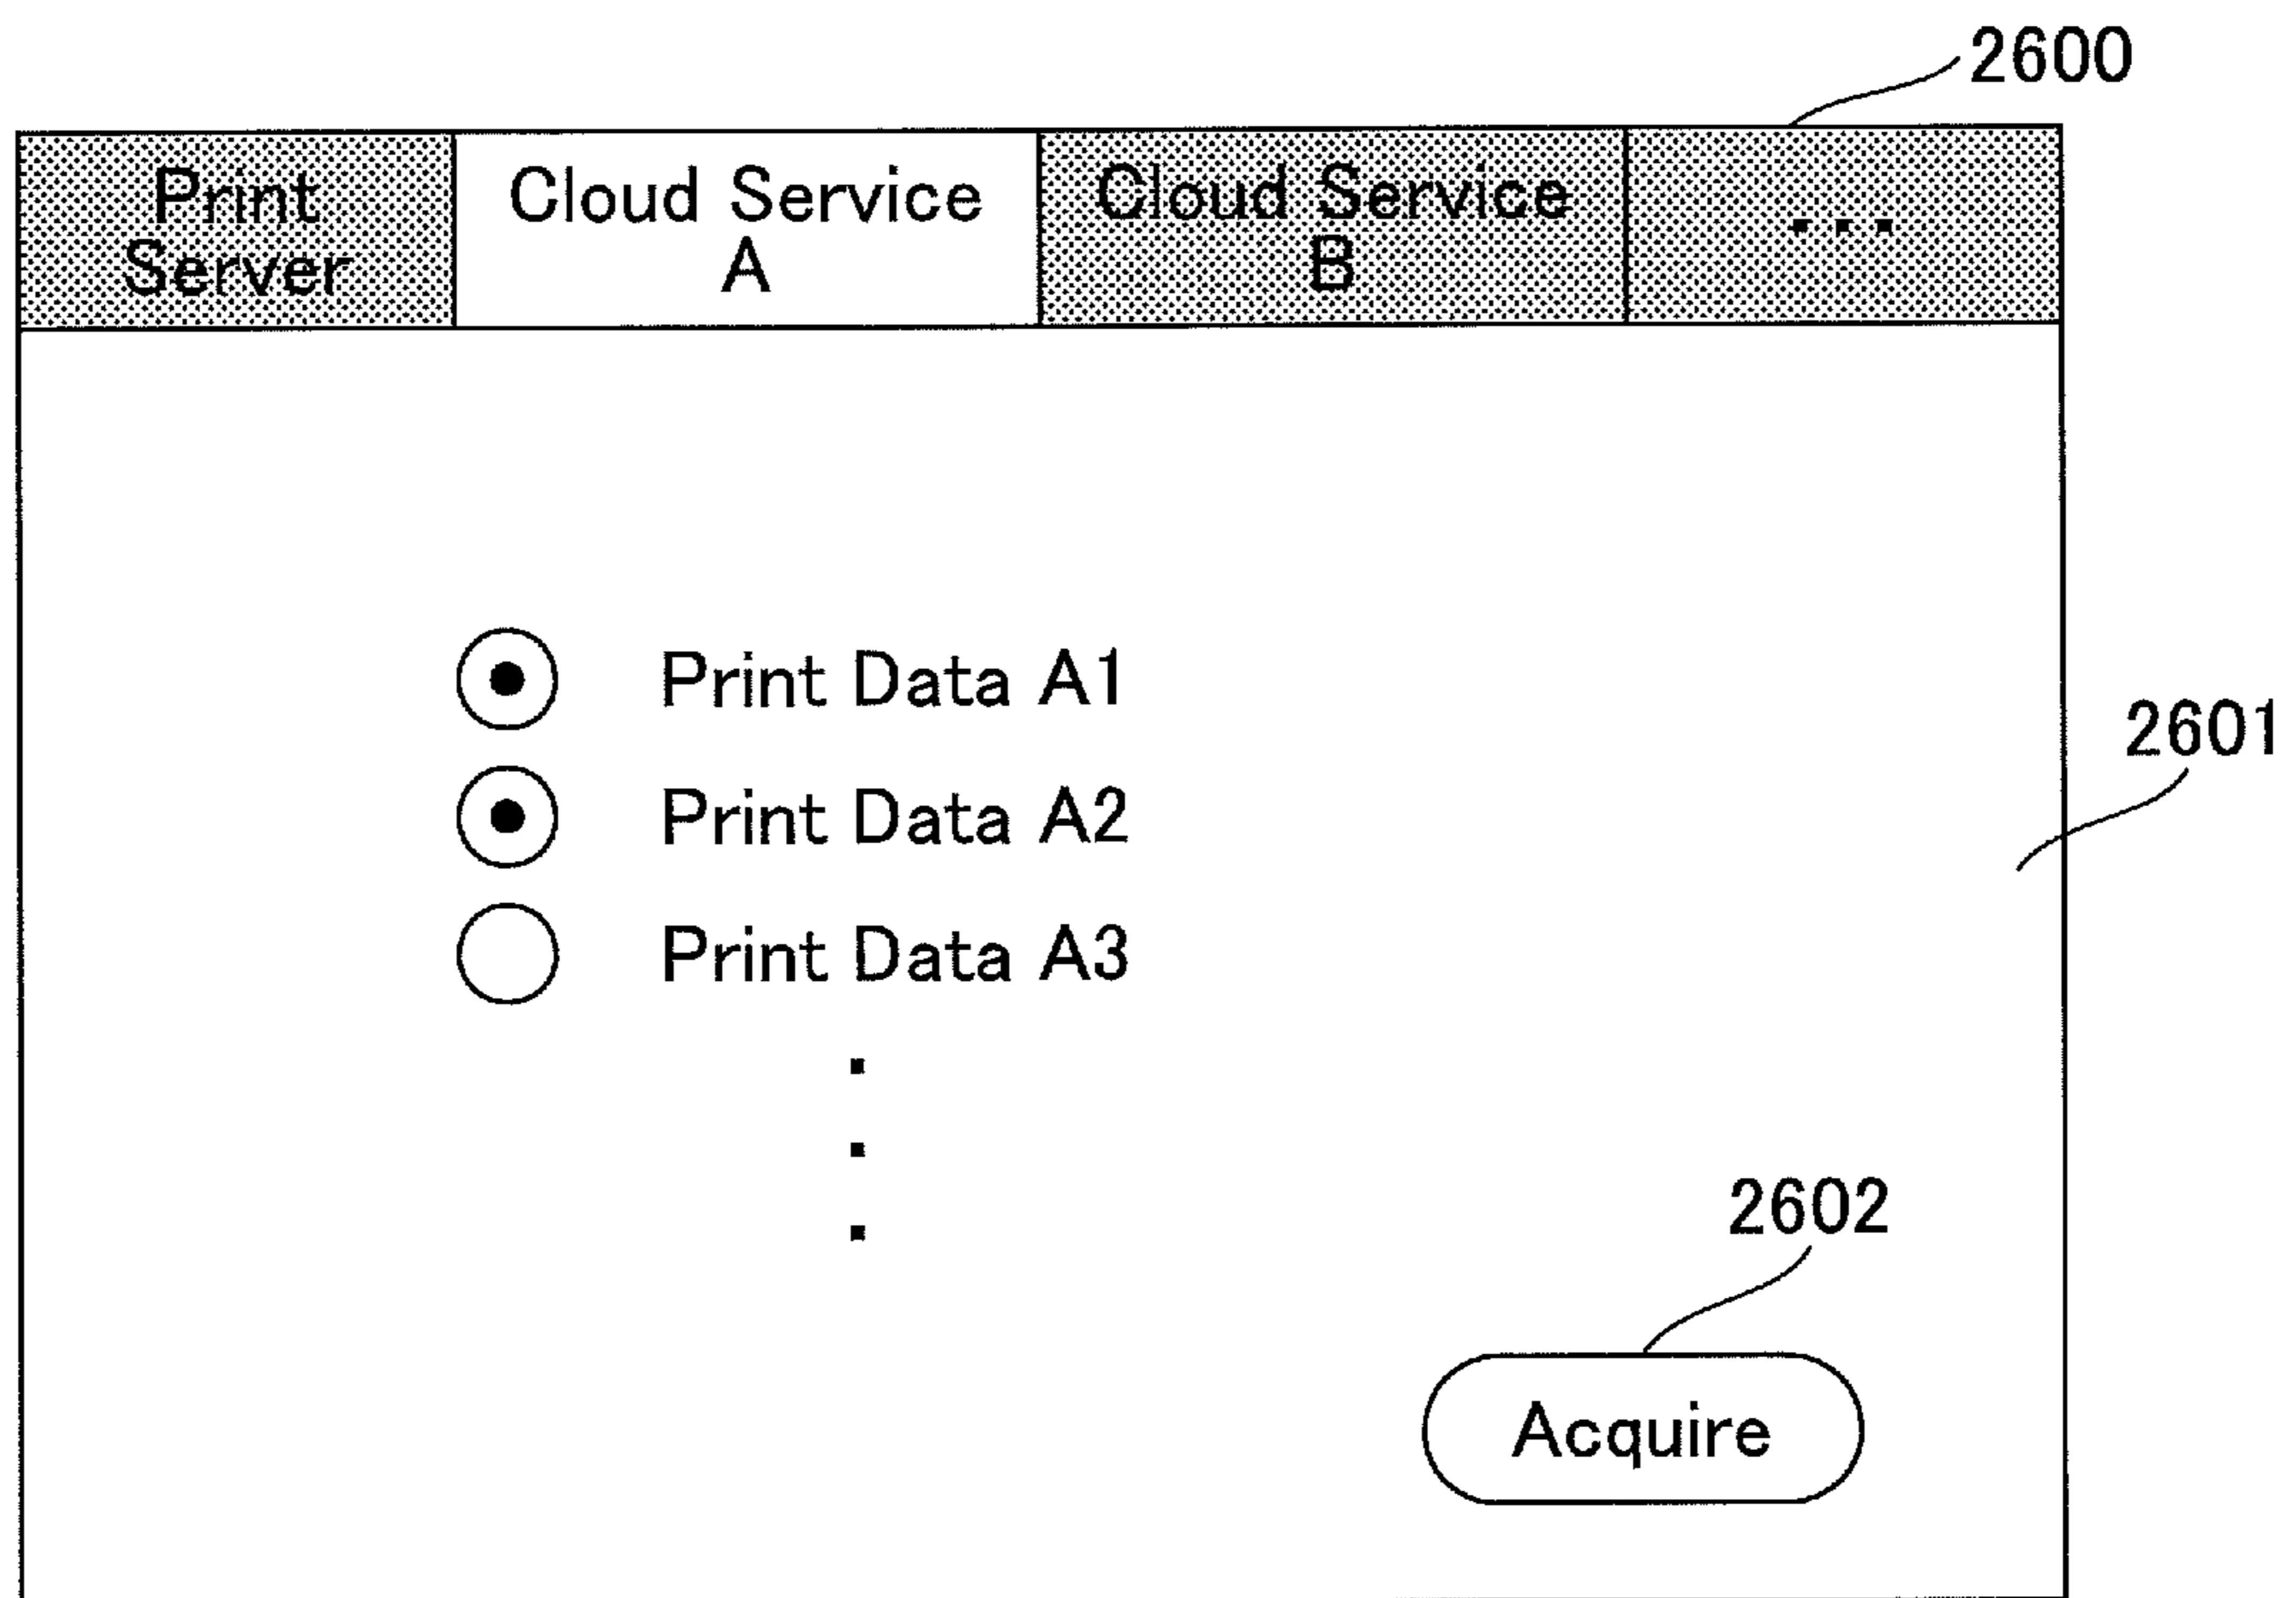 2600
Print
Server
Cloud Service
A
Cloud Service
B
...
Print Data A1
2601
Print Data A2
Print Data A3
.
.
.
2602
Acquire